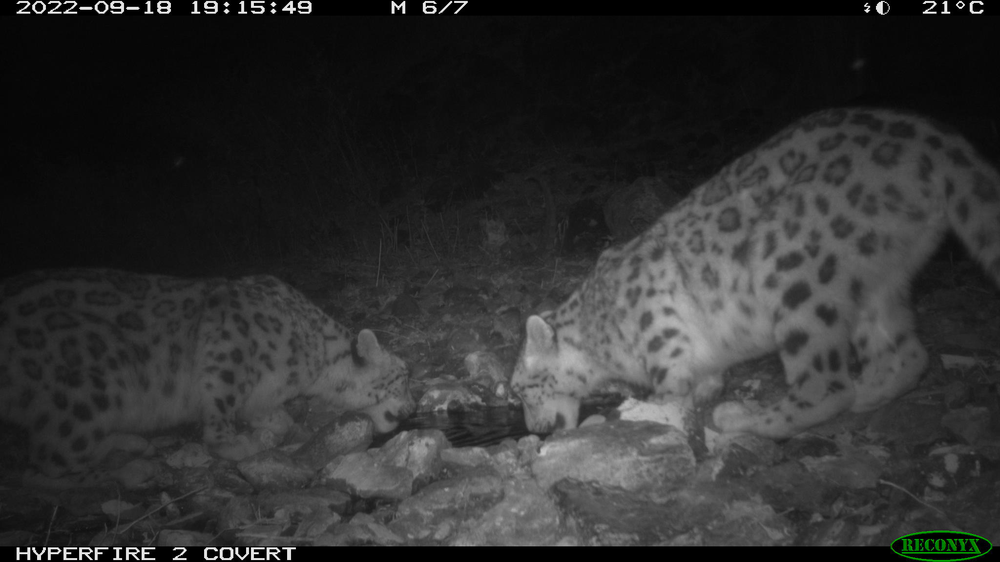 2022-09-18 19:15:49 M 6/7 21°C
HYPERFIRE 2 COVERT
RECONYX